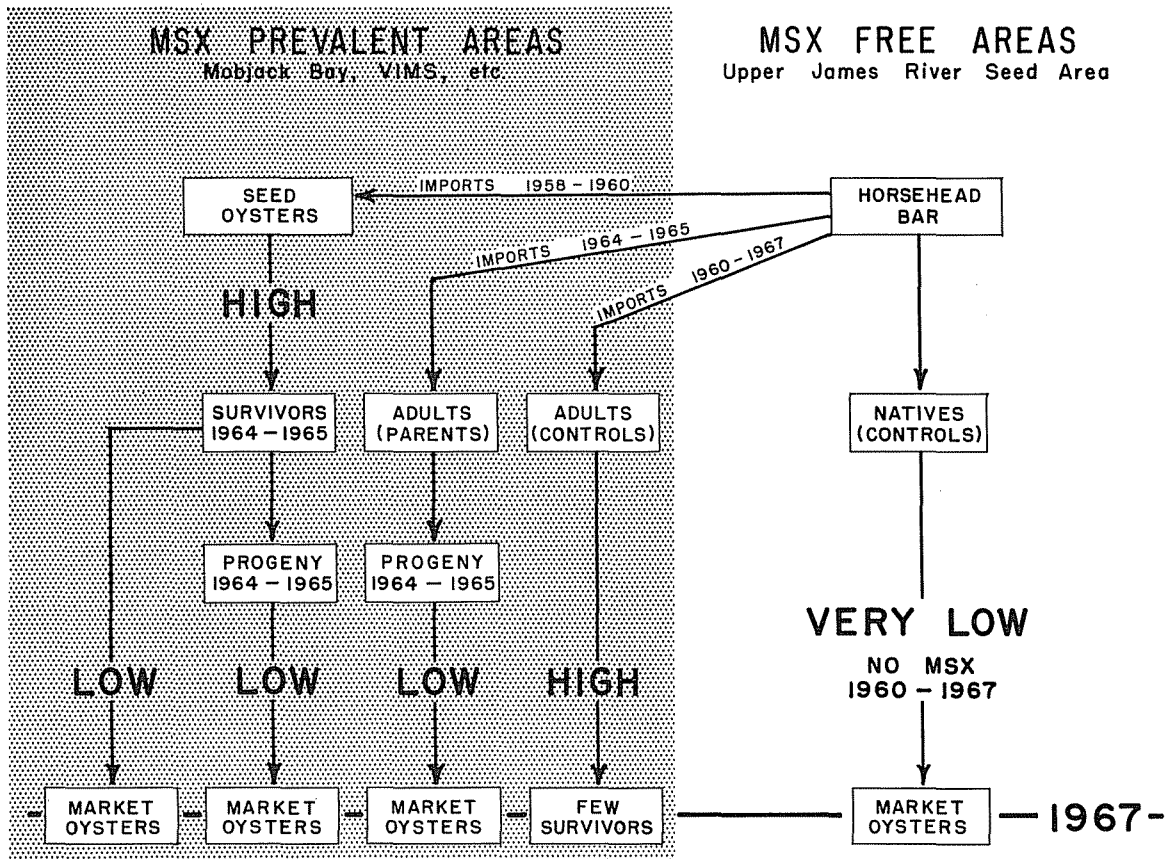 MSX PREVALENT AREAS
Mobjack Bay, VIMS, etc.
MSX FREE AREAS
Upper James River Seed Area
SEED
OYSTERS
IMPORTS 1958 - 1960
HORSEHEAD
BAR
IMPORTS 1964 - 1965
IMPORTS 1960 - 1967
HIGH
SURVIVORS
1964 - 1965
ADULTS
(PARENTS)
ADULTS
(CONTROLS)
NATIVES
(CONTROLS)
PROGENY
1964 - 1965
PROGENY
1964 - 1965
LOW
LOW
LOW
HIGH
VERY LOW
NO MSX
1960 - 1967
MARKET
OYSTERS
MARKET
OYSTERS
MARKET
OYSTERS
FEW
SURVIVORS
MARKET
OYSTERS
1967